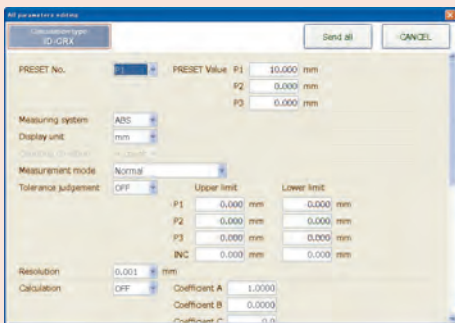 All parameters editing
Calculation type
ID-CRX
Send all
CANCEL
PRESET No.
P1
PRESET Value P1 10.000 mm
P2 0.000 mm
P3 0.000 mm
Measuring system ABS
Display unit mm
Measurement mode Normal
Tolerance judgement OFF Upper limit Lower limit
P1 0.000 mm 0.000 mm
P2 0.000 mm 0.000 mm
P3 0.000 mm 0.000 mm
INC 0.000 mm 0.000 mm
Resolution 0.001 mm
Calculation OFF Coefficient A 1.0000
Coefficient B 0.0000
Coefficient C 0.0